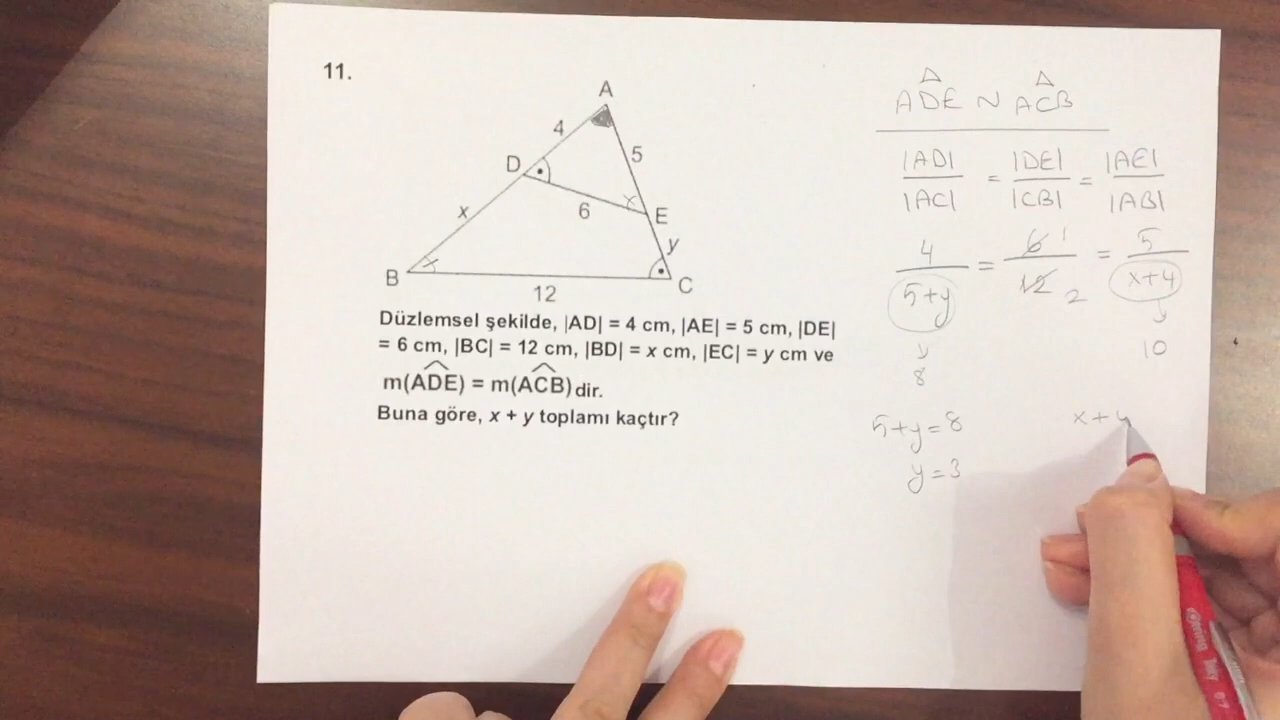 11.
A
4
5
D
6
E
x
y
B
12
C
Düzlemsel şekilde, |AD| = 4 cm, |AE| = 5 cm, |DE|
= 6 cm, |BC| = 12 cm, |BD| = x cm, |EC| = y cm ve
m(ADE) = m(ACB) dir.
Buna göre, x + y toplamı kaçtır?
ADE ~ ACB
|AD| / |AC| = |DE| / |CB| = |AE| / |AB|
4 / 5+y = 6 1 / 12 2 = 5 / x+4
8
10
5+y=8
y=3
x+4